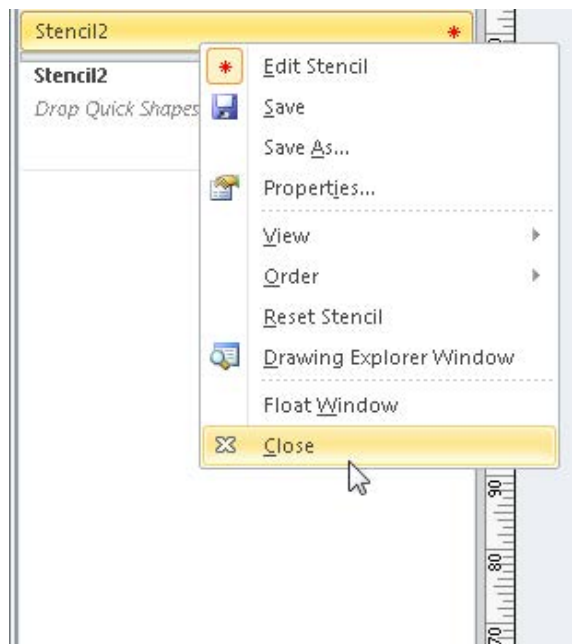 Stencil2
Stencil2
Drop Quick Shapes
Edit Stencil
Save
Save As...
Properties...
View
Order
Reset Stencil
Drawing Explorer Window
Float Window
Close
90
80
70